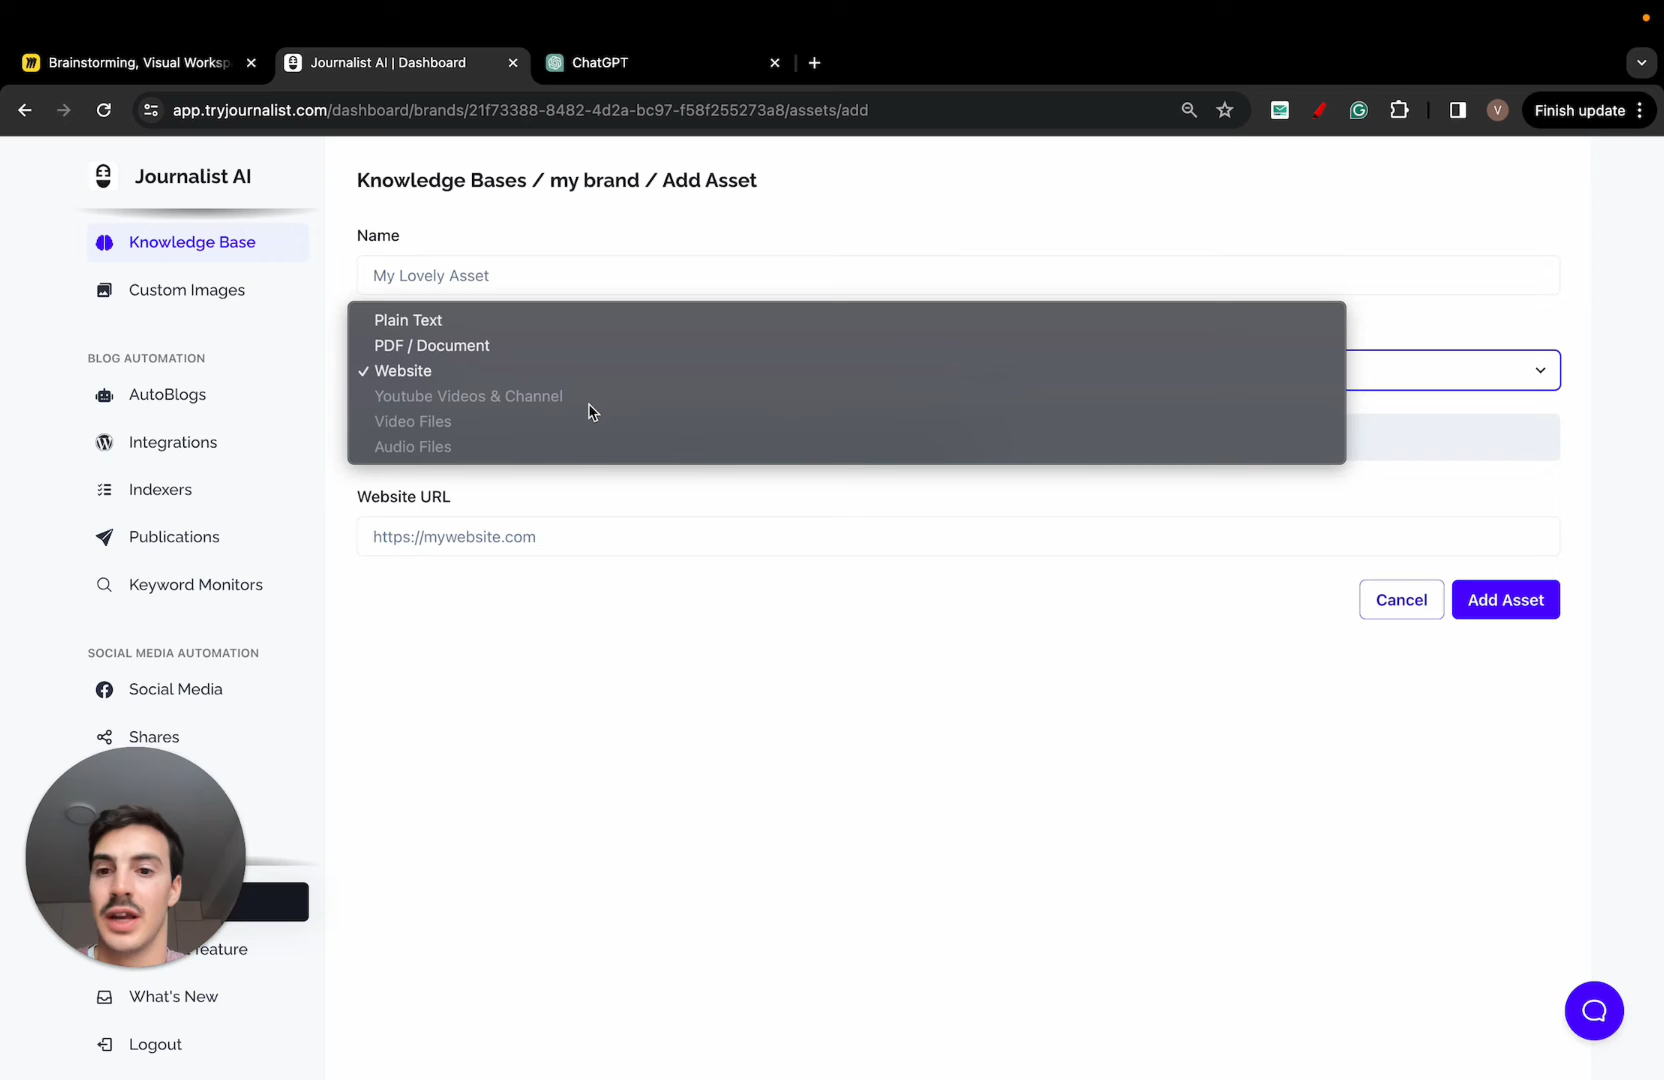 Brainstorming, Visual Worksp
Journalist AI | Dashboard
ChatGPT
app.tryjournalist.com/dashboard/brands/21f73388-8482-4d2a-bc97-f58f255273a8/assets/add
V
Finish update
Journalist AI
Knowledge Base
Custom Images
BLOG AUTOMATION
AutoBlogs
Integrations
Indexers
Publications
Keyword Monitors
SOCIAL MEDIA AUTOMATION
Social Media
Shares
feature
What's New
Logout
Knowledge Bases / my brand / Add Asset
Name
My Lovely Asset
Plain Text
PDF / Document
✓ Website
Youtube Videos & Channel
Video Files
Audio Files
Website URL
https://mywebsite.com
Cancel
Add Asset